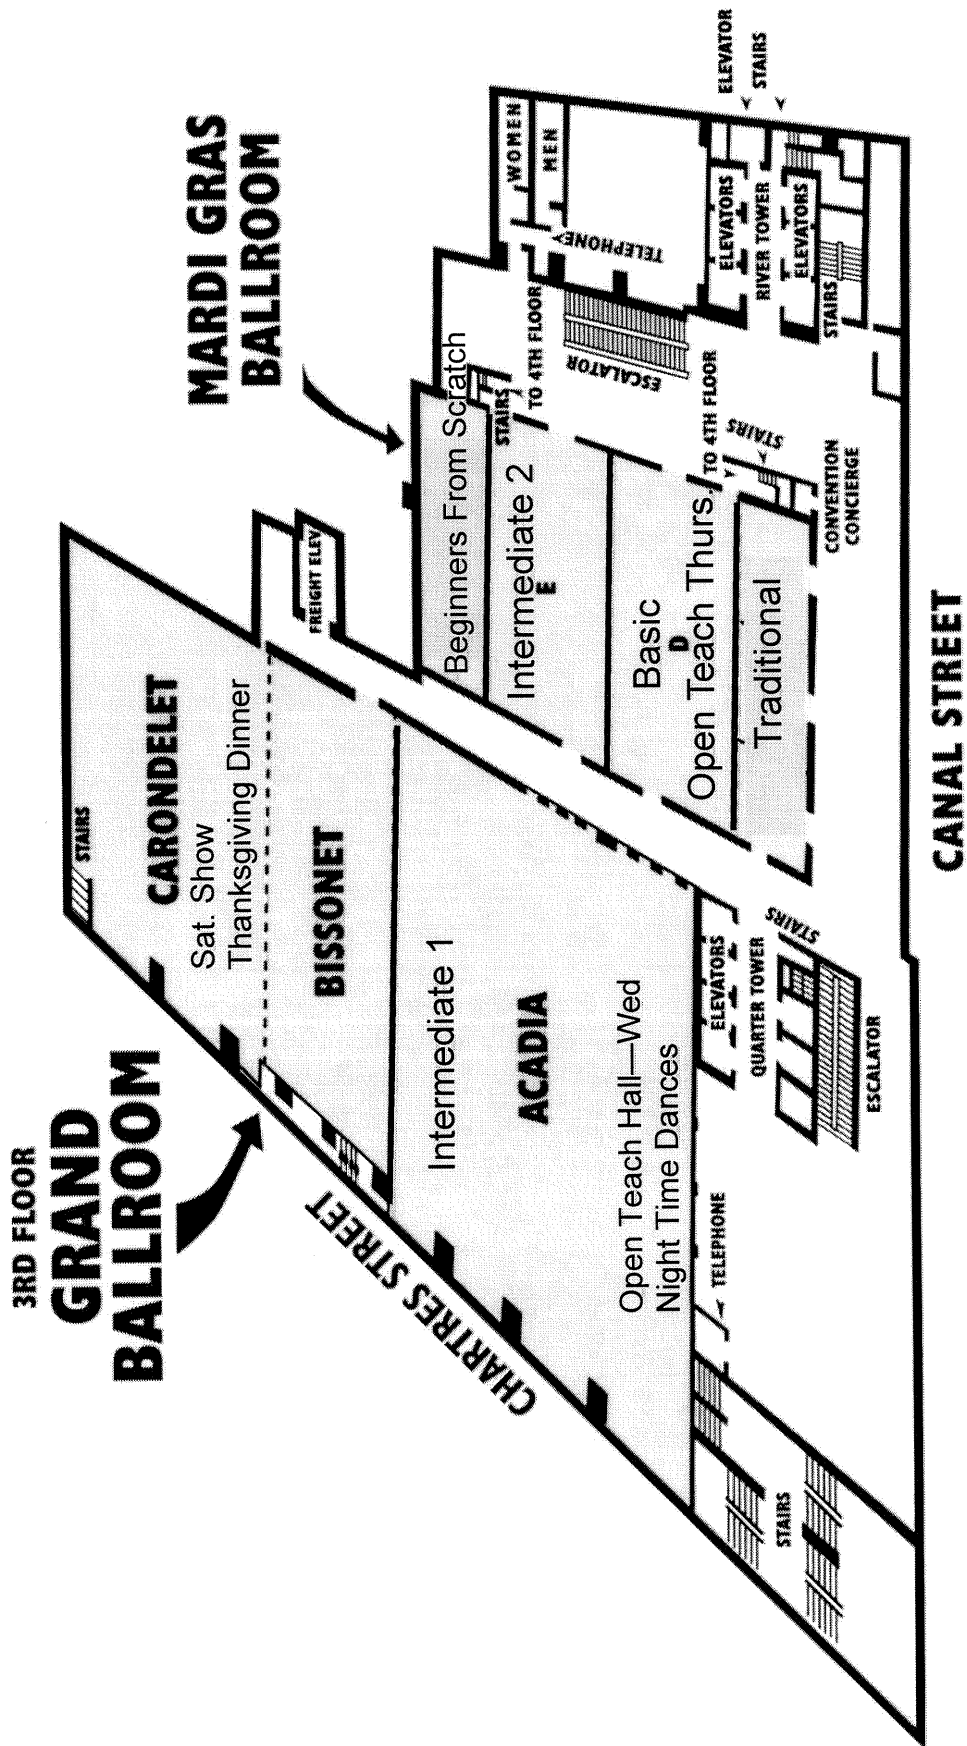 3RD FLOOR
GRAND
BALLROOM
MARDI GRAS
BALLROOM
STAIRS
CARONDELET
Sat. Show
Thanksgiving Dinner
FREIGHT ELEV
BISSONET
CHARTRES STREET
Intermediate 1
ACADIA
Open Teach Hall—Wed
Night Time Dances
Beginners From Scratch
Intermediate 2
E
Basic
D
Open Teach Thurs.
Traditional
STAIRS
TO 4TH FLOOR
WOMEN
MEN
TELEPHONE
ESCALATOR
TO 4TH FLOOR
STAIRS
CONVENTION
CONCIERGE
ELEVATORS
RIVER TOWER
ELEVATORS
STAIRS
ELEVATOR
STAIRS
ELEVATORS
QUARTER TOWER
STAIRS
ESCALATOR
TELEPHONE
STAIRS
CANAL STREET